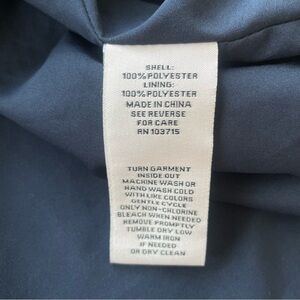 SHELL:
100% POLYESTER
LINING:
100% POLYESTER
MADE IN CHINA
SEE REVERSE
FOR CARE
RN 103715
TURN GARMENT
INSIDE OUT
MACHINE WASH OR
HAND WASH COLD
WITH LIKE COLORS
GENTLE CYCLE
ONLY NON-CHLORINE
BLEACH WHEN NEEDED
REMOVE PROMPTLY
TUMBLE DRY LOW
WARM IRON
IF NEEDED
OR DRY CLEAN